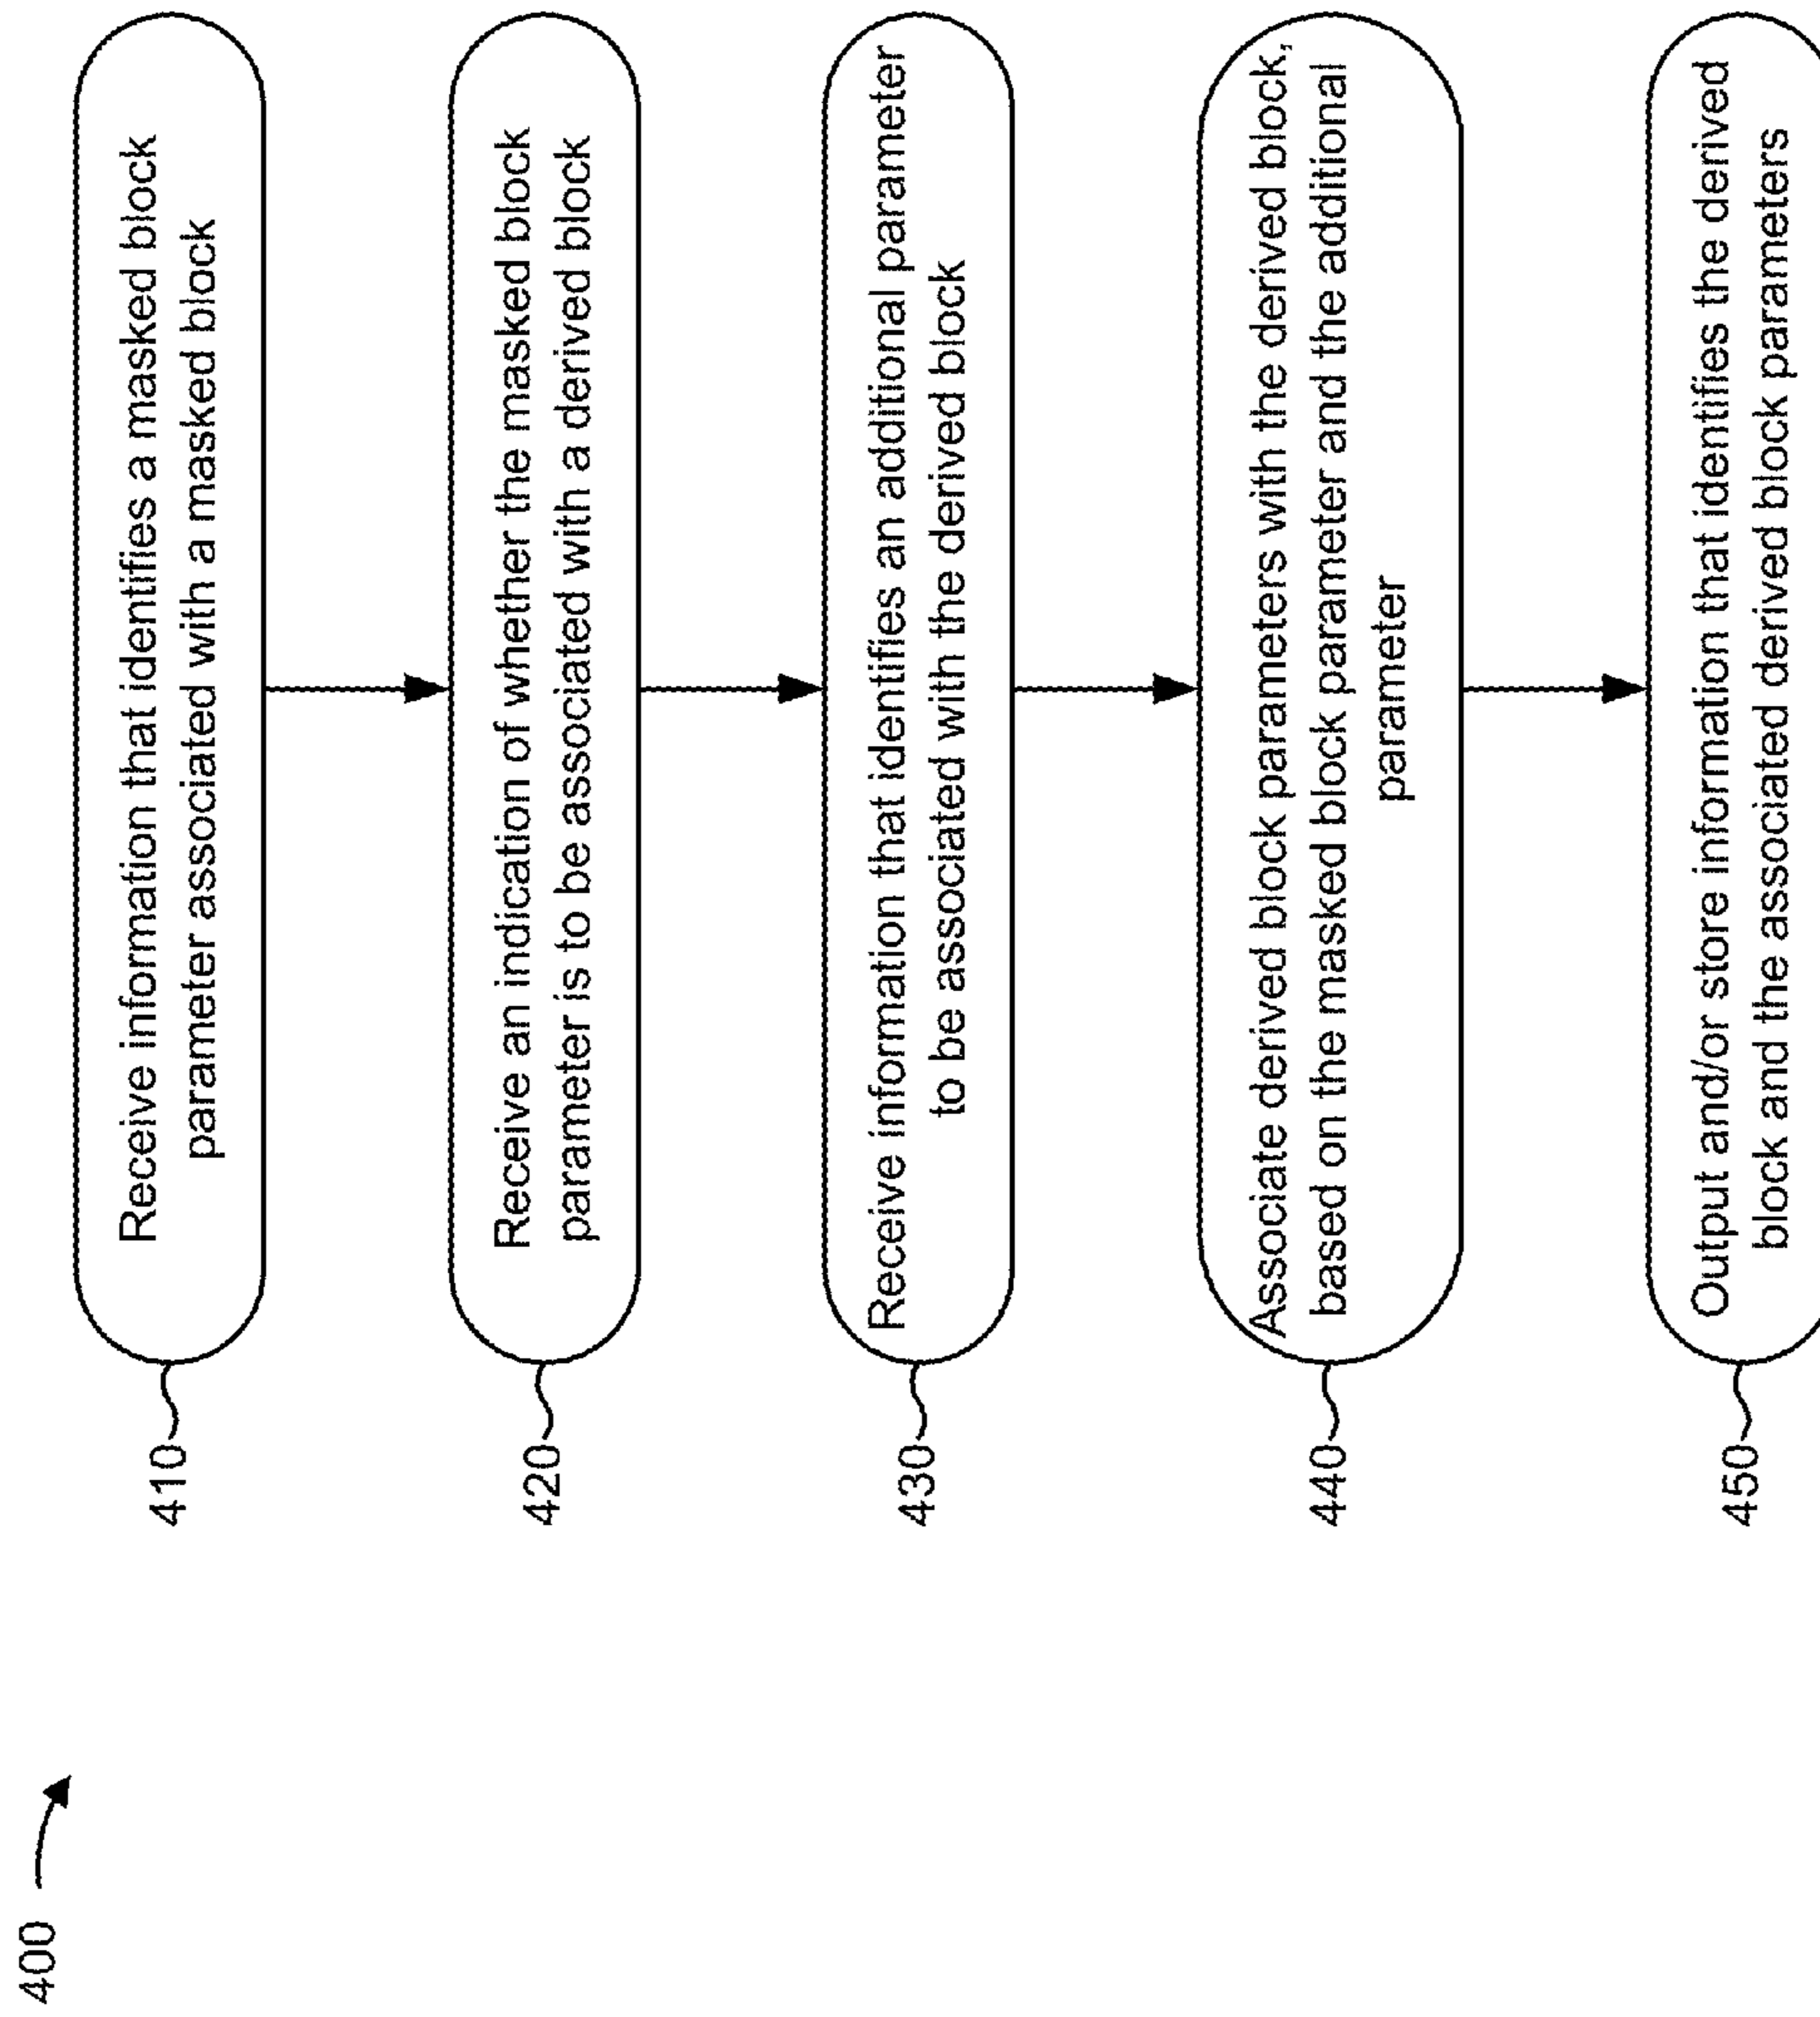 400
410
Receive information that identifies a masked block
parameter associated with a masked block
420
Receive an indication of whether the masked block
parameter is to be associated with a derived block
430
Receive information that identifies an additional parameter
to be associated with the derived block
440
Associate derived block parameters with the derived block,
based on the masked block parameter and the additional
parameter
450
Output and/or store information that identifies the derived
block and the associated derived block parameters